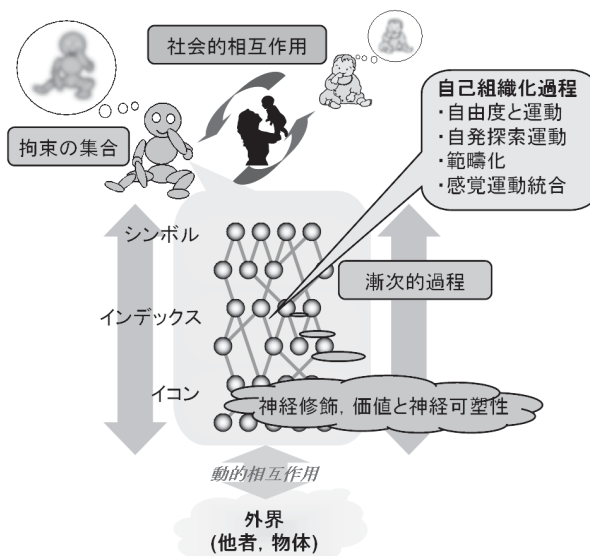 社会的相互作用
自己組織化過程
・自由度と運動
・自発探索運動
・範疇化
・感覚運動統合
拘束の集合
シンボル
漸次的過程
インデックス
イコン
神経修飾，価値と神経可塑性
動的相互作用
外界
(他者，物体)